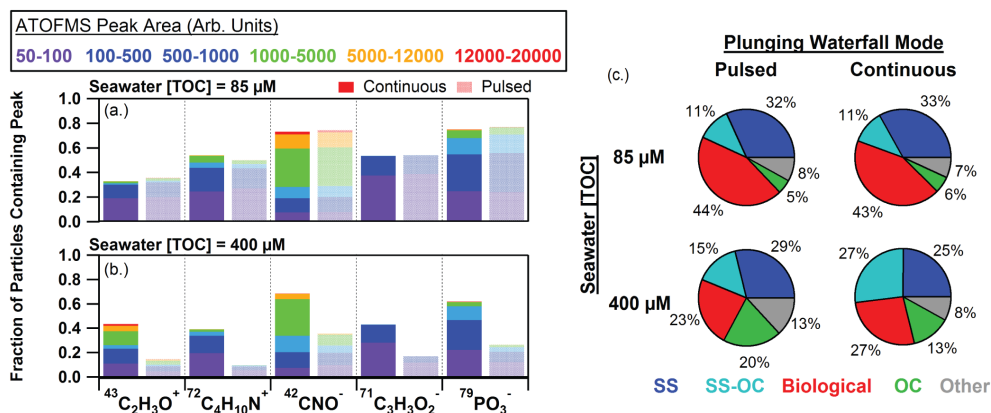 ATOFMS Peak Area (Arb. Units)
50-100 100-500 500-1000 1000-5000 5000-12000 12000-20000
Seawater [TOC] = 85 µM
Continuous Pulsed
(a.)
1.0
0.8
0.6
0.4
0.2
0.0
Seawater [TOC] = 400 µM
(b.)
1.0
0.8
0.6
0.4
0.2
0.0
Fraction of Particles Containing Peak
⁴³C₂H₃O⁺ ⁷²C₄H₁₀N⁺ ⁴²CNO⁻ ⁷¹C₃H₃O₂⁻ ⁷⁹PO₃⁻
(c.)
Plunging Waterfall Mode
Pulsed Continuous
Seawater [TOC]
85 µM
11% 32% 8% 5% 44%
11% 33% 7% 6% 43%
400 µM
15% 29% 13% 20% 23%
27% 25% 8% 13% 27%
SS SS-OC Biological OC Other